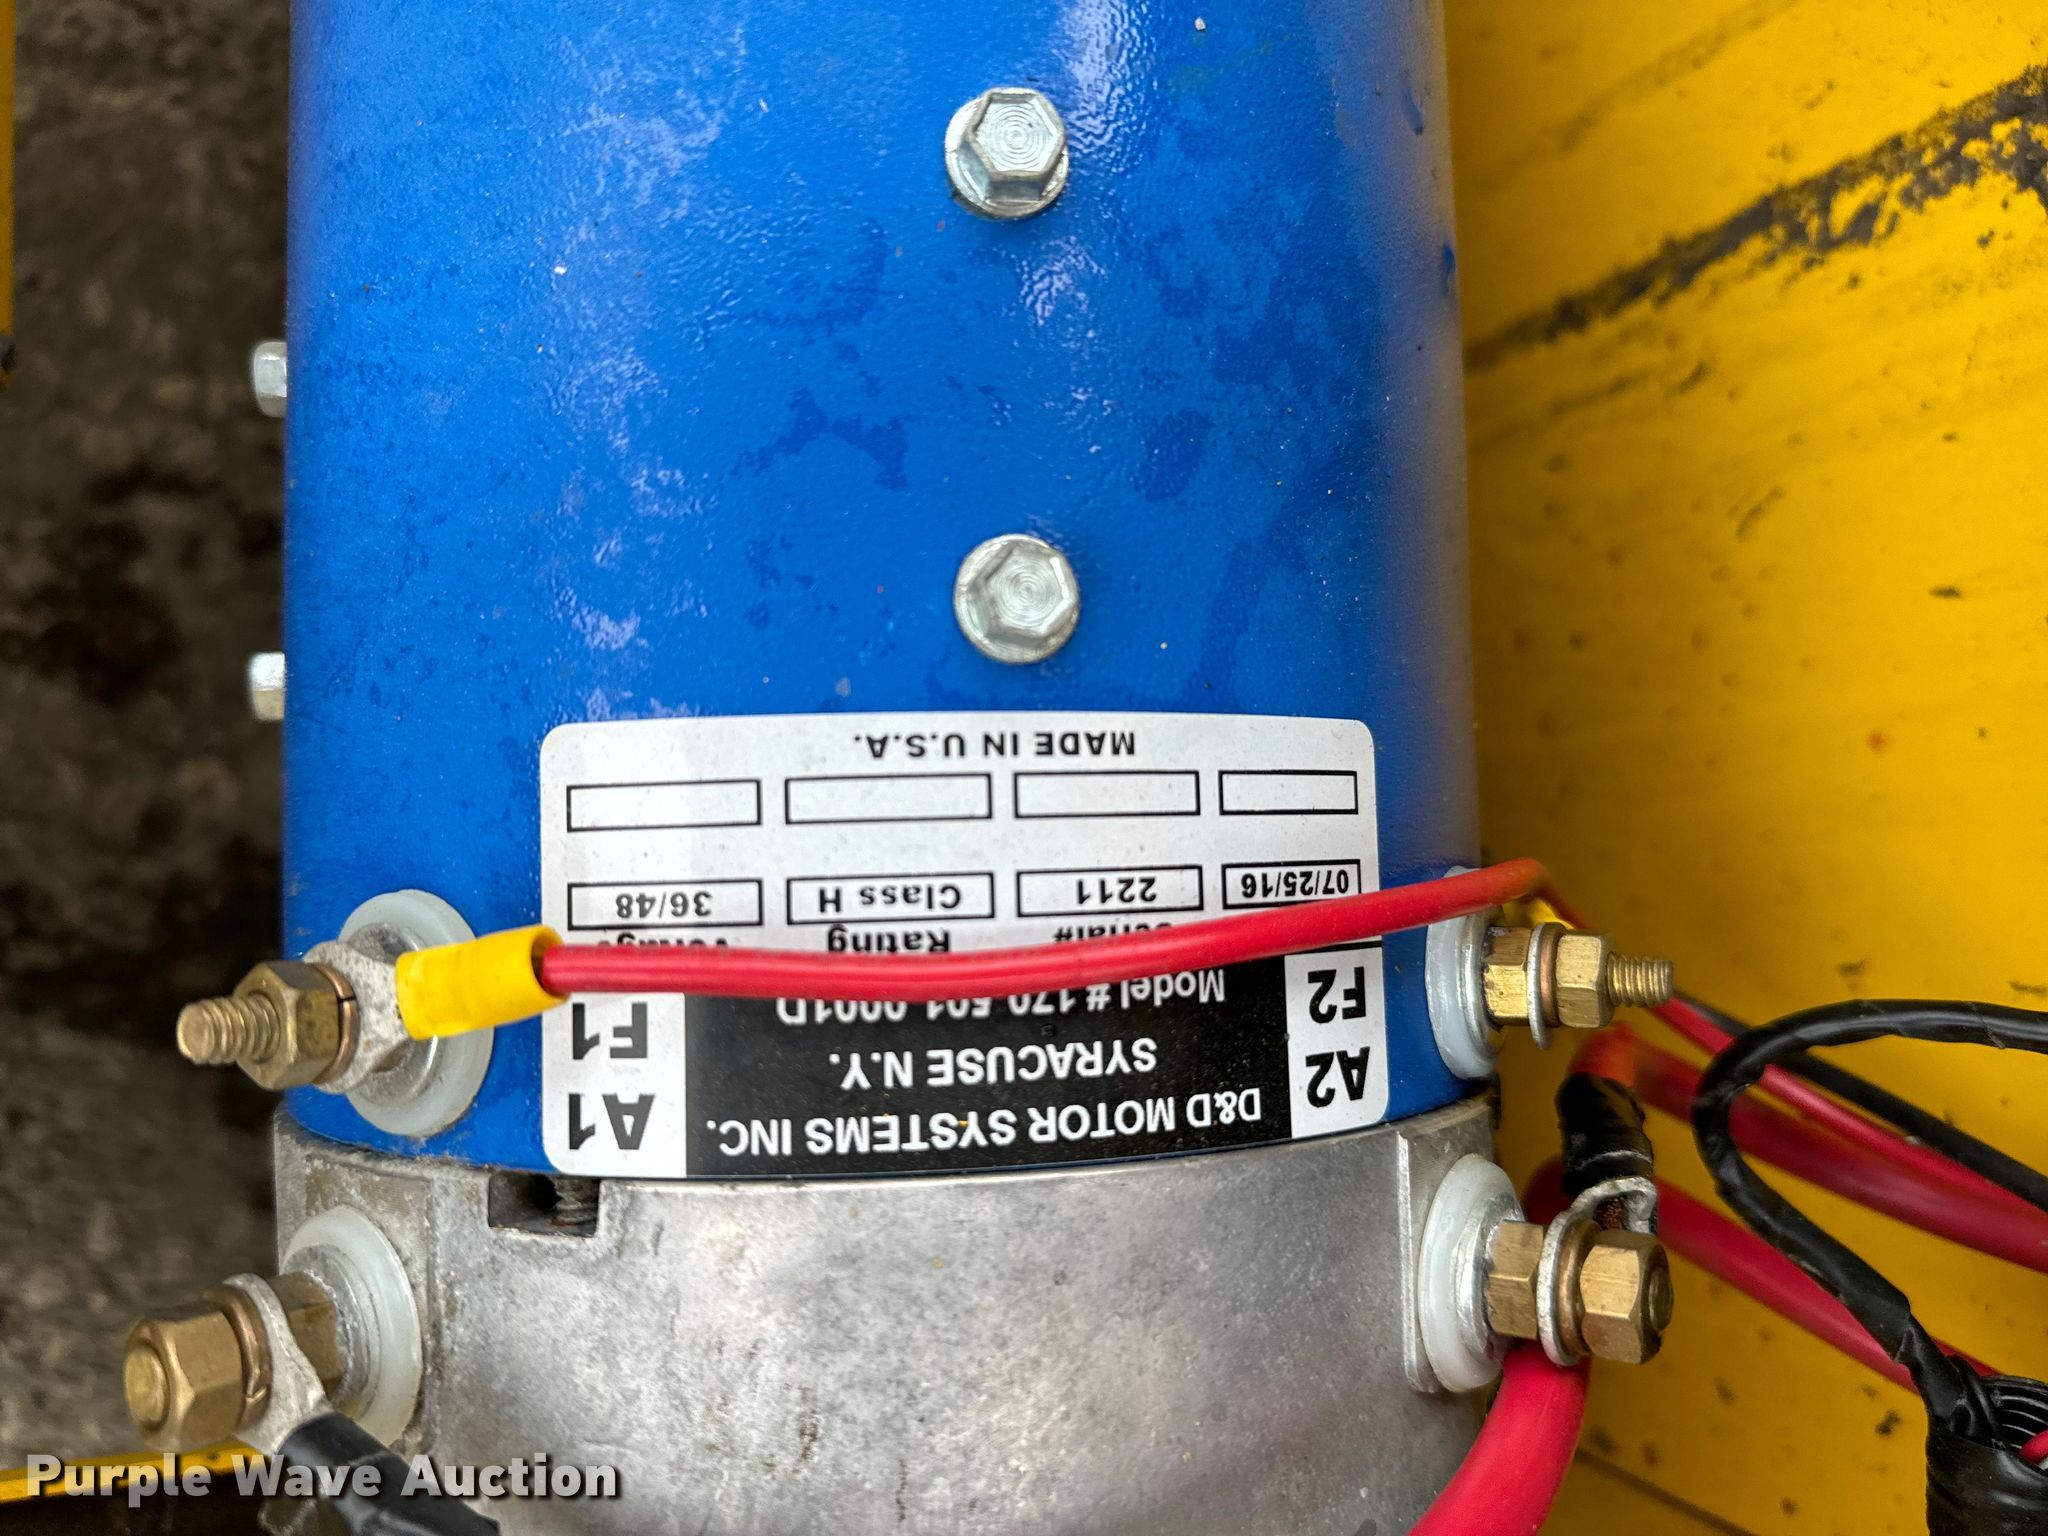 A2
D&D MOTOR SYSTEMS INC.
A1
SYRACUSE N.Y.
F2
Model # 170-501-0001D
F1
Serial#
Rating
Voltage
07/25/16
2211
Class H
36/48
MADE IN U.S.A.
Purple Wave Auction